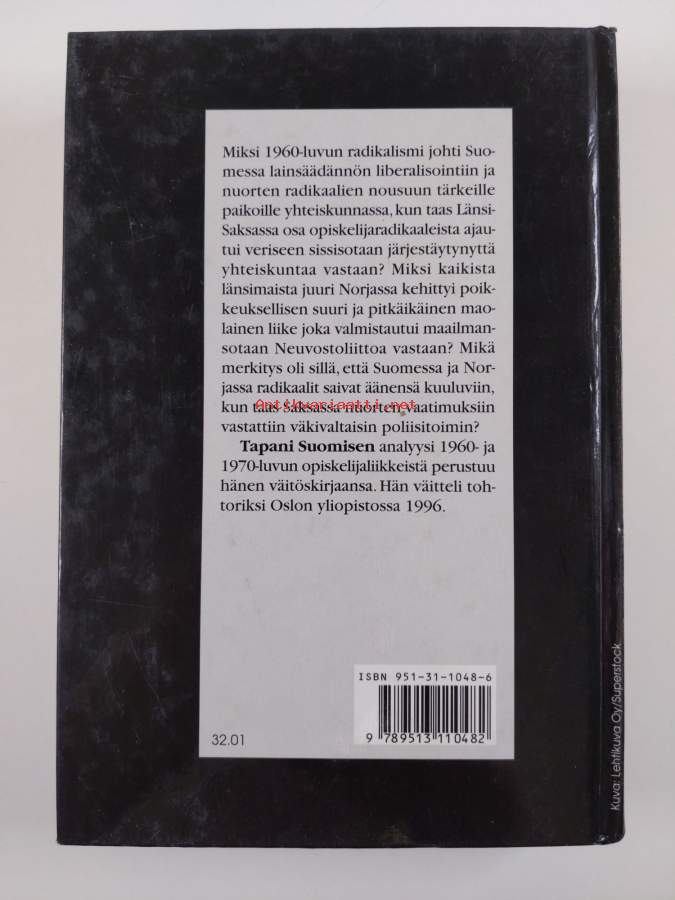 Miksi 1960-luvun radikalismi johti Suo-
messa lainsäädännön liberalisointiin ja
nuorten radikaalien nousuun tärkeille
paikoille yhteiskunnassa, kun taas Länsi-
Saksassa osa opiskelijaradikaaleista ajau-
tui veriseen sissisotaan järjestäytynyttä
yhteiskuntaa vastaan? Miksi kaikista
länsimaista juuri Norjassa kehittyi poik-
keuksellisen suuri ja pitkäikäinen mao-
lainen liike joka valmistautui maailman-
sotaan Neuvostoliittoa vastaan? Mikä
merkitys oli sillä, että Suomessa ja Nor-
jassa radikaalit saivat äänensä kuuluviin,
Antikvariaatit.net
kun taas Saksassa nuorten vaatimuksiin
vastattiin väkivaltaisin poliisitoimin?
Tapani Suomisen analyysi 1960- ja
1970-luvun opiskelijaliikkeistä perustuu
hänen väitöskirjaansa. Hän väitteli toh-
toriksi Oslon yliopistossa 1996.
ISBN 951-31-1048-6
9 789513 110482
32.01
Kuva: Lehtikuva Oy/Superstock